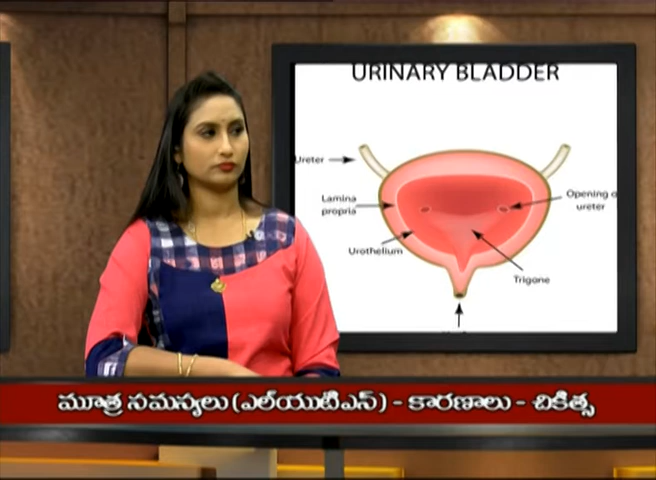 URINARY BLADDER
Ureter
Lamina
propria
Urothelium
Opening o
ureter
Trigone
మూత్ర సమస్యలు (ఎల్‌యుటిఎస్) - కారణాలు - చికిత్స